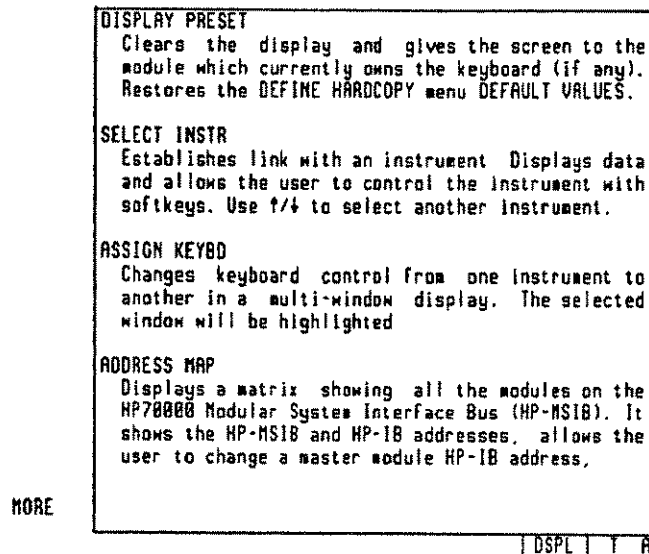 DISPLAY PRESET
Clears the display and gives the screen to the
module which currently owns the keyboard (if any).
Restores the DEFINE HARDCOPY menu DEFAULT VALUES.
SELECT INSTR
Establishes link with an instrument Displays data
and allows the user to control the instrument with
softkeys. Use ↑/↓ to select another instrument.
ASSIGN KEYBD
Changes keyboard control from one instrument to
another in a multi-window display. The selected
window will be highlighted
ADDRESS MAP
Displays a matrix showing all the modules on the
HP70000 Modular System Interface Bus (HP-MSIB). It
shows the HP-MSIB and HP-IB addresses, allows the
user to change a master module HP-IB address,
MORE
DSPL T A